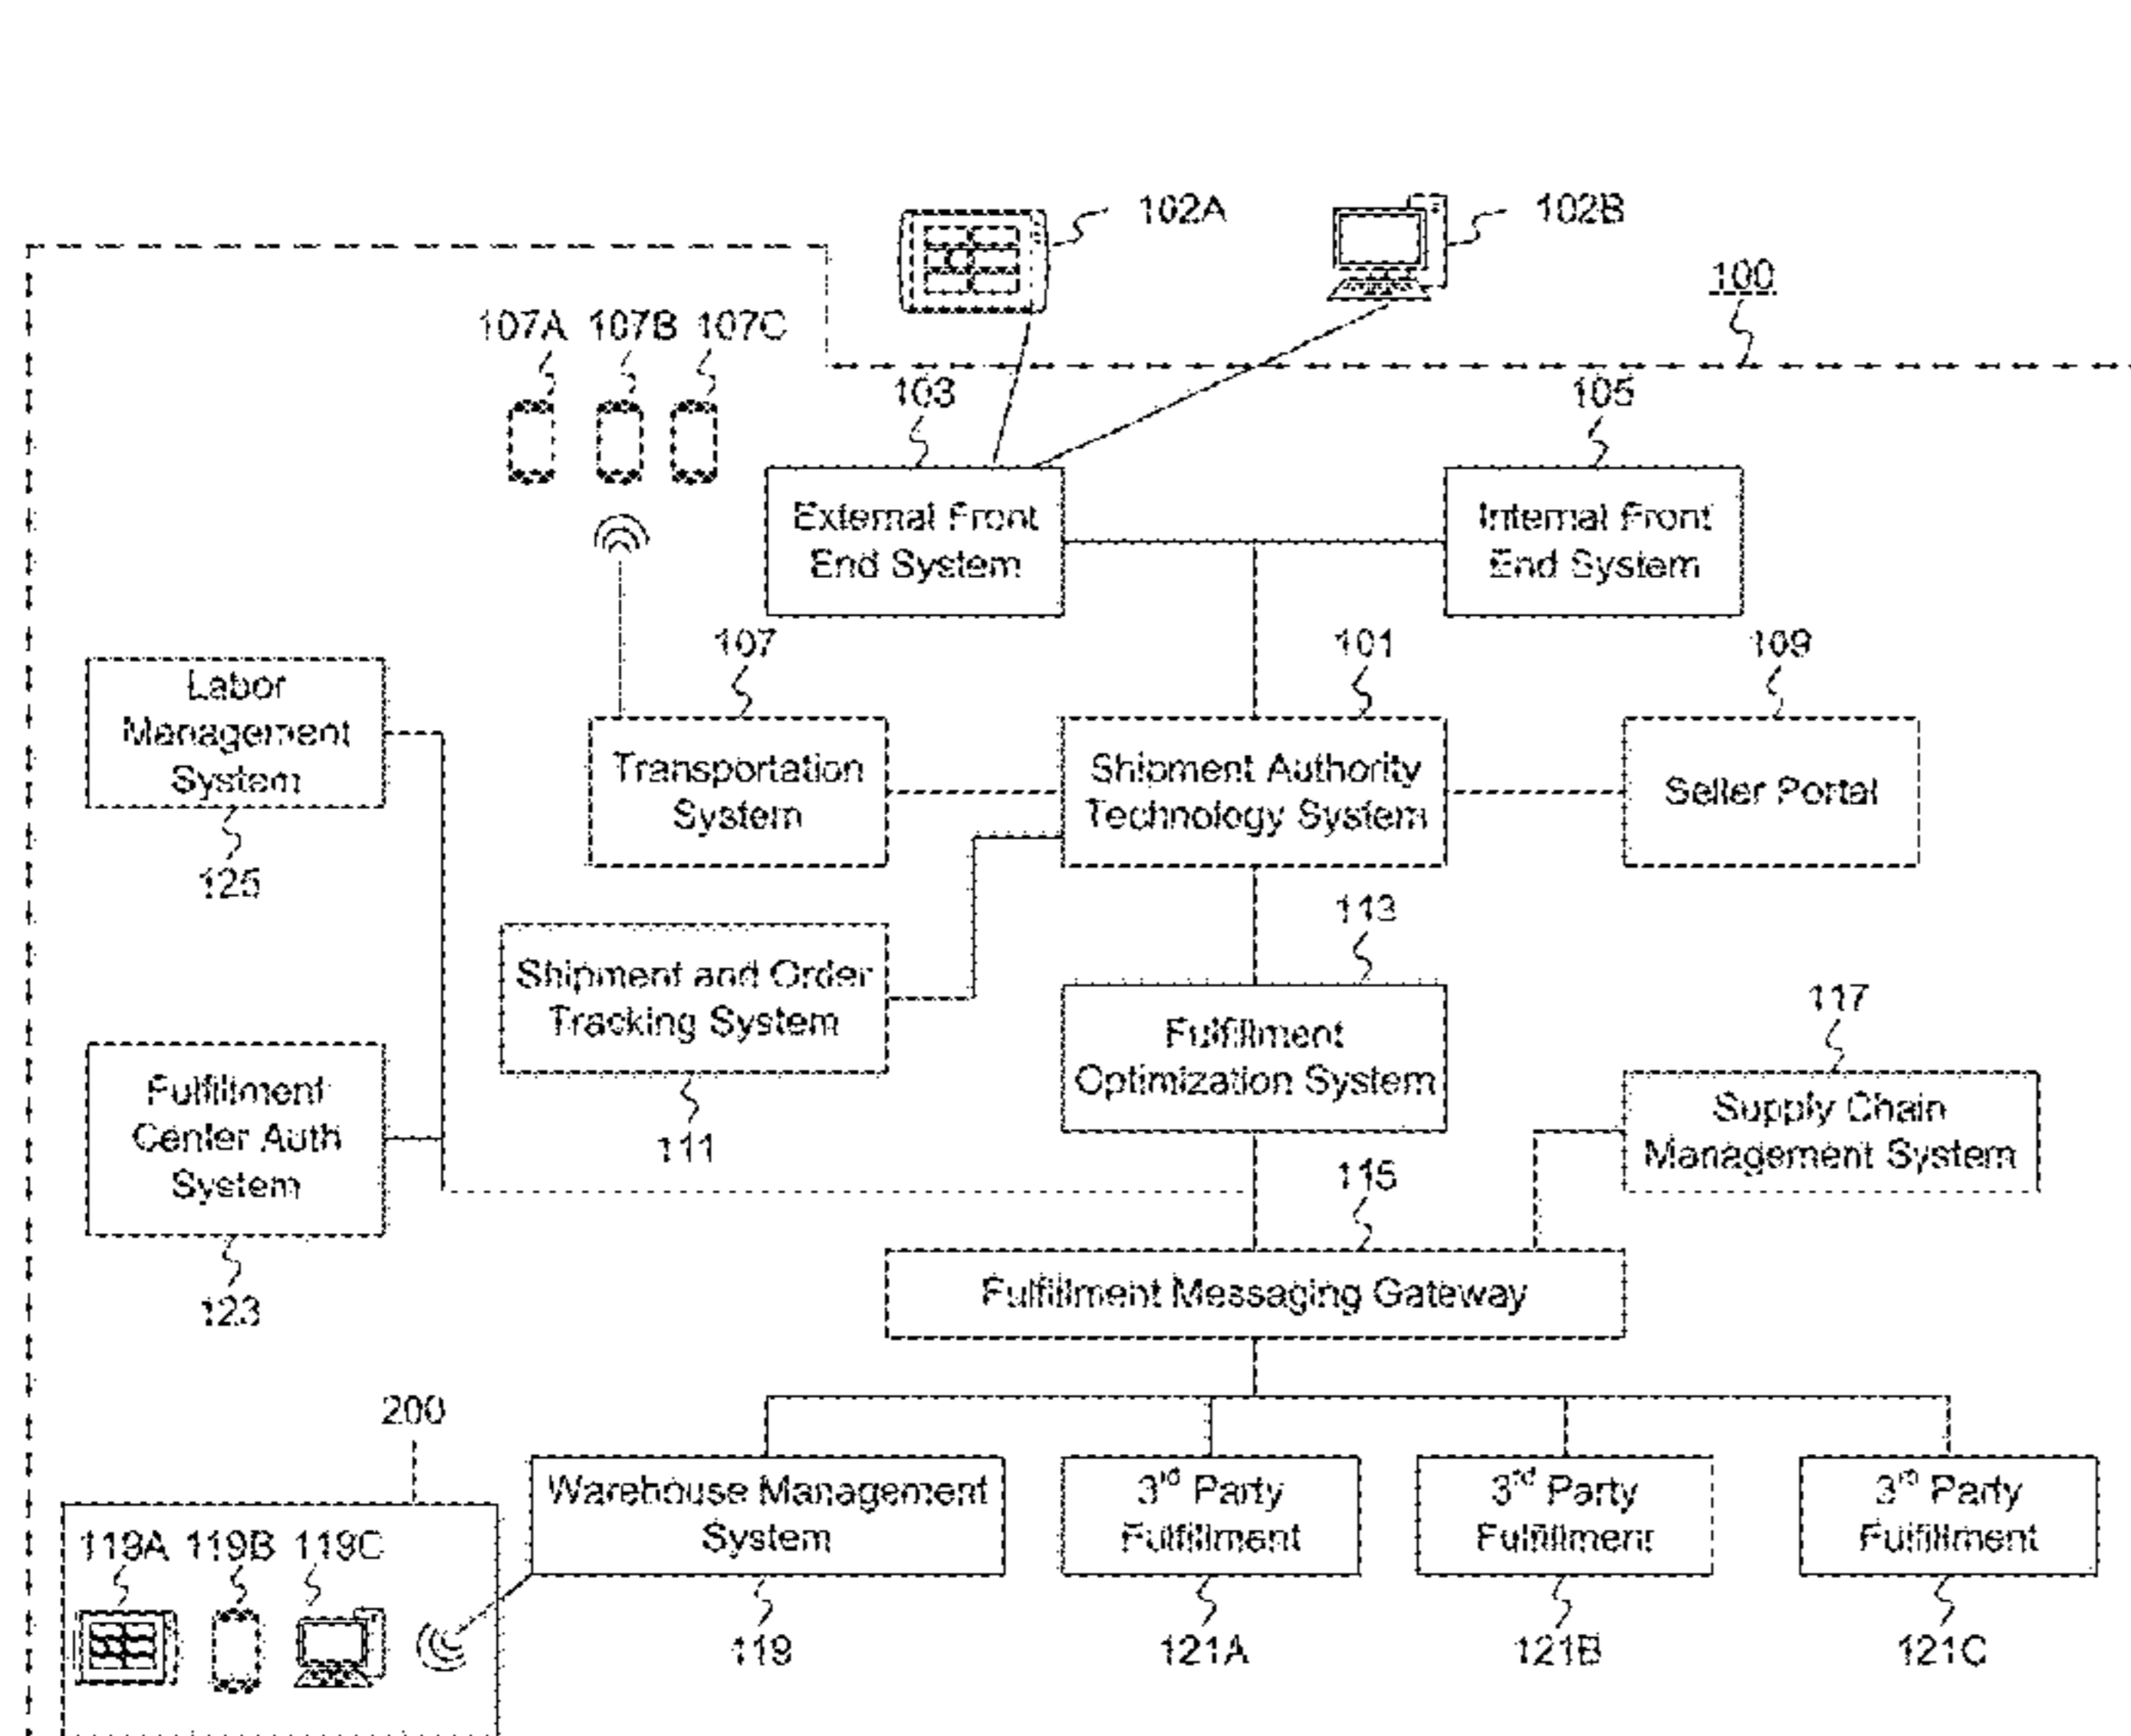 102A
102B
100
107A 107B 107C
103
105
External Front
End System
Internal Front
End System
107
101
109
Labor
Management
System
Transportation
System
Shipment Authority
Technology System
Seller Portal
125
113
Shipment and Order
Tracking System
117
Fulfillment
Optimization System
Fulfillment
Center Auth
System
Supply Chain
Management System
111
115
Fulfillment Messaging Gateway
123
200
Warehouse Management
System
3rd Party
Fulfillment
3rd Party
Fulfillment
3rd Party
Fulfillment
119A 119B 119C
119
121A
121B
121C